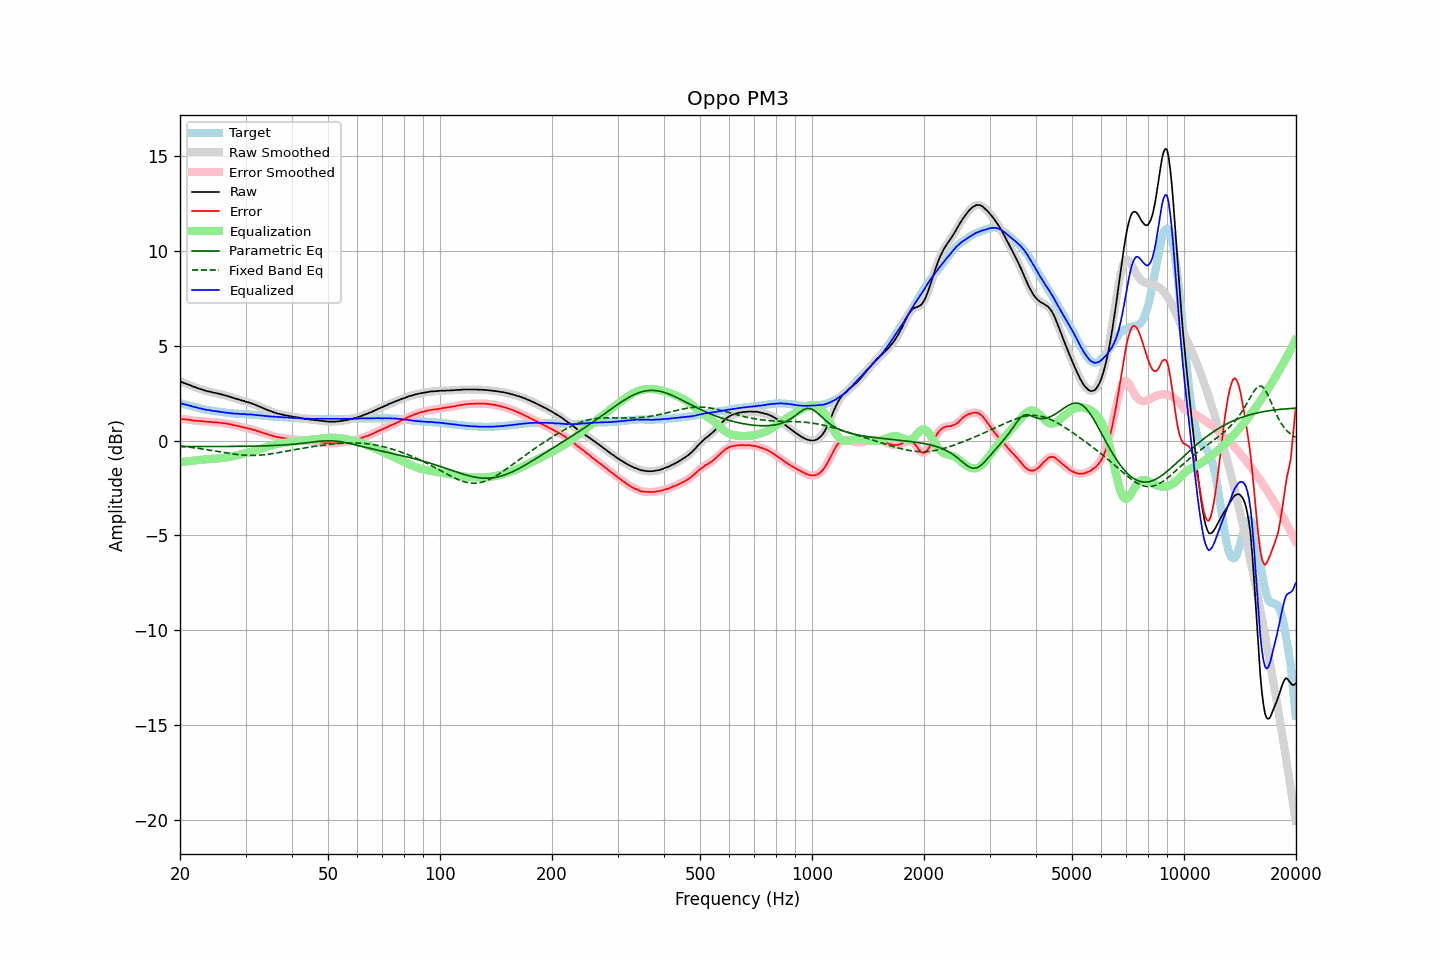 Oppo PM3
Target
Raw Smoothed
Error Smoothed
Raw
Error
Equalization
Parametric Eq
Fixed Band Eq
Equalized
Amplitude (dBr)
15
10
5
0
−5
−10
−15
−20
20 50 100 200 500 1000 2000 5000 10000 20000
Frequency (Hz)